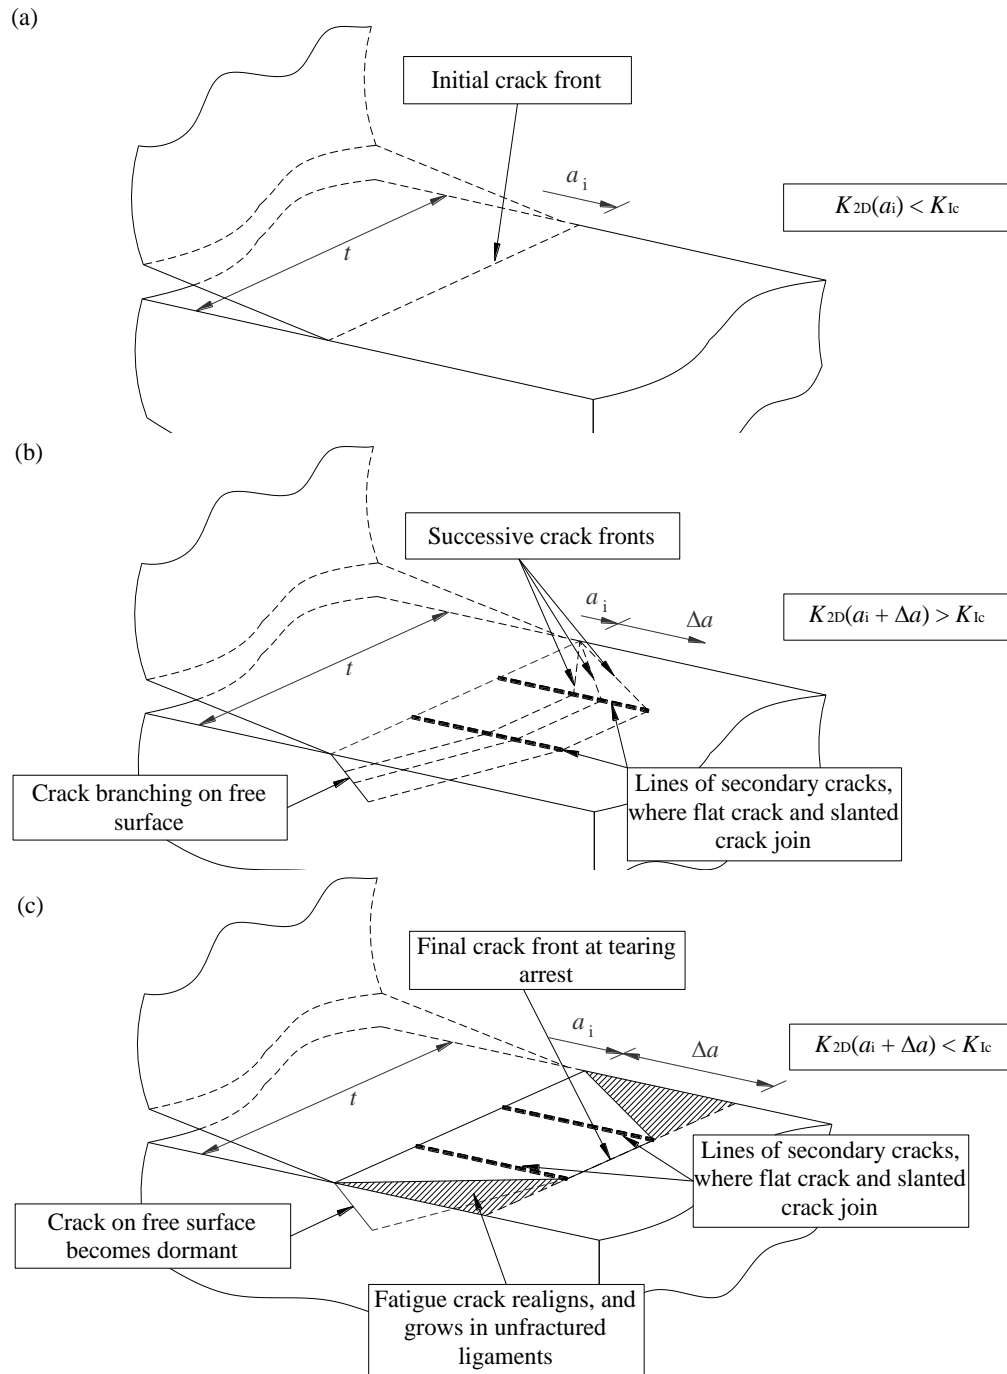 (a)
Initial crack front
a i
K2D(ai) < KIc
t
(b)
Successive crack fronts
a i
Δa
K2D(ai + Δa) > KIc
t
Crack branching on free
surface
Lines of secondary cracks,
where flat crack and slanted
crack join
(c)
Final crack front at tearing
arrest
a i
Δa
K2D(ai + Δa) < KIc
t
Lines of secondary cracks,
where flat crack and slanted
crack join
Crack on free surface
becomes dormant
Fatigue crack realigns, and
grows in unfractured
ligaments